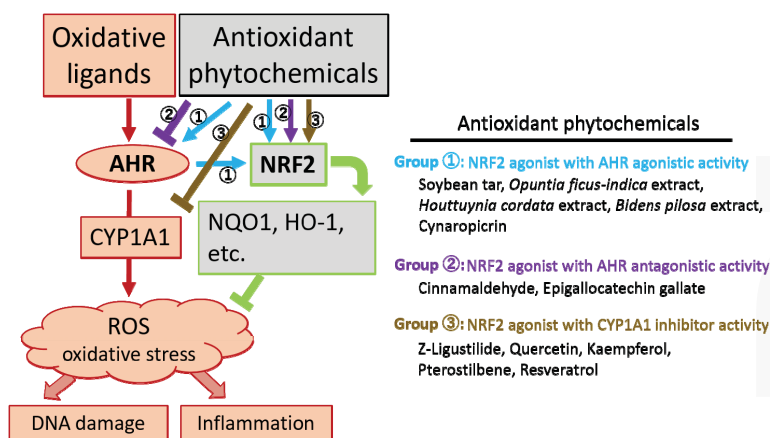 Oxidative
ligands
Antioxidant
phytochemicals
② ① ③ ① ② ③
AHR
①
NRF2
CYP1A1
NQO1, HO-1,
etc.
ROS
oxidative stress
DNA damage
Inflammation
Antioxidant phytochemicals
Group ①: NRF2 agonist with AHR agonistic activity
Soybean tar, Opuntia ficus-indica extract,
Houttuynia cordata extract, Bidens pilosa extract,
Cynaropicrin
Group ②: NRF2 agonist with AHR antagonistic activity
Cinnamaldehyde, Epigallocatechin gallate
Group ③: NRF2 agonist with CYP1A1 inhibitor activity
Z-Ligustilide, Quercetin, Kaempferol,
Pterostilbene, Resveratrol